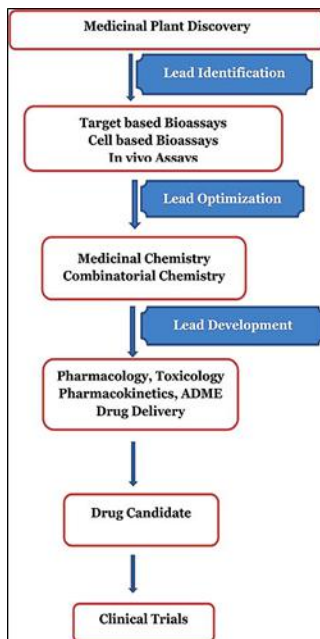 Medicinal Plant Discovery
Lead Identification
Target based Bioassays
Cell based Bioassays
In vivo Assays
Lead Optimization
Medicinal Chemistry
Combinatorial Chemistry
Lead Development
Pharmacology, Toxicology
Pharmacokinetics, ADME
Drug Delivery
Drug Candidate
Clinical Trials